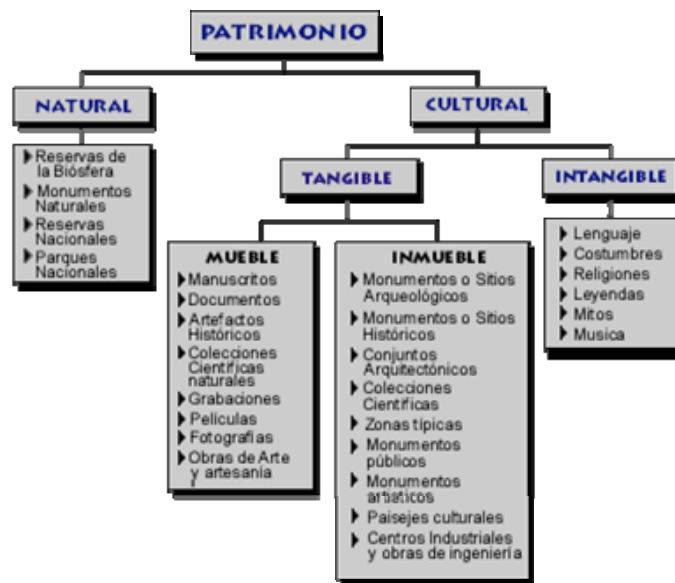 PATRIMONIO
NATURAL
CULTURAL
Reservas de
la Biósfera
Monumentos
Naturales
Reservas
Nacionales
Parques
Nacionales
TANGIBLE
INTANGIBLE
MUEBLE
Manuscritos
Documentos
Artefactos
Históricos
Colecciones
Científicas
naturales
Grabaciones
Películas
Fotografías
Obras de Arte
y artesanía
INMUEBLE
Monumentos o Sitios
Arqueológicos
Monumentos o Sitios
Históricos
Conjuntos
Arquitectónicos
Colecciones
Científicas
Zonas típicas
Monumentos
públicos
Monumentos
artísticos
Paisejes culturales
Centros Industriales
y obras de ingeniería
Lenguaje
Costumbres
Religiones
Leyendas
Mitos
Musica